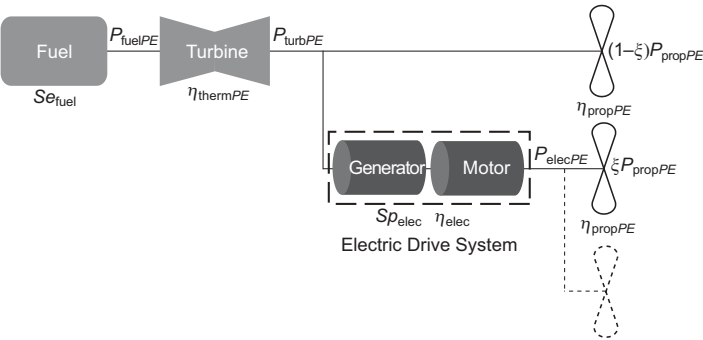 Fuel
P_fuelPE
Turbine
P_turbPE
(1–ξ)P_propPE
Se_fuel
η_thermPE
η_propPE
Generator
Motor
P_elecPE
ξP_propPE
Sp_elec
η_elec
η_propPE
Electric Drive System